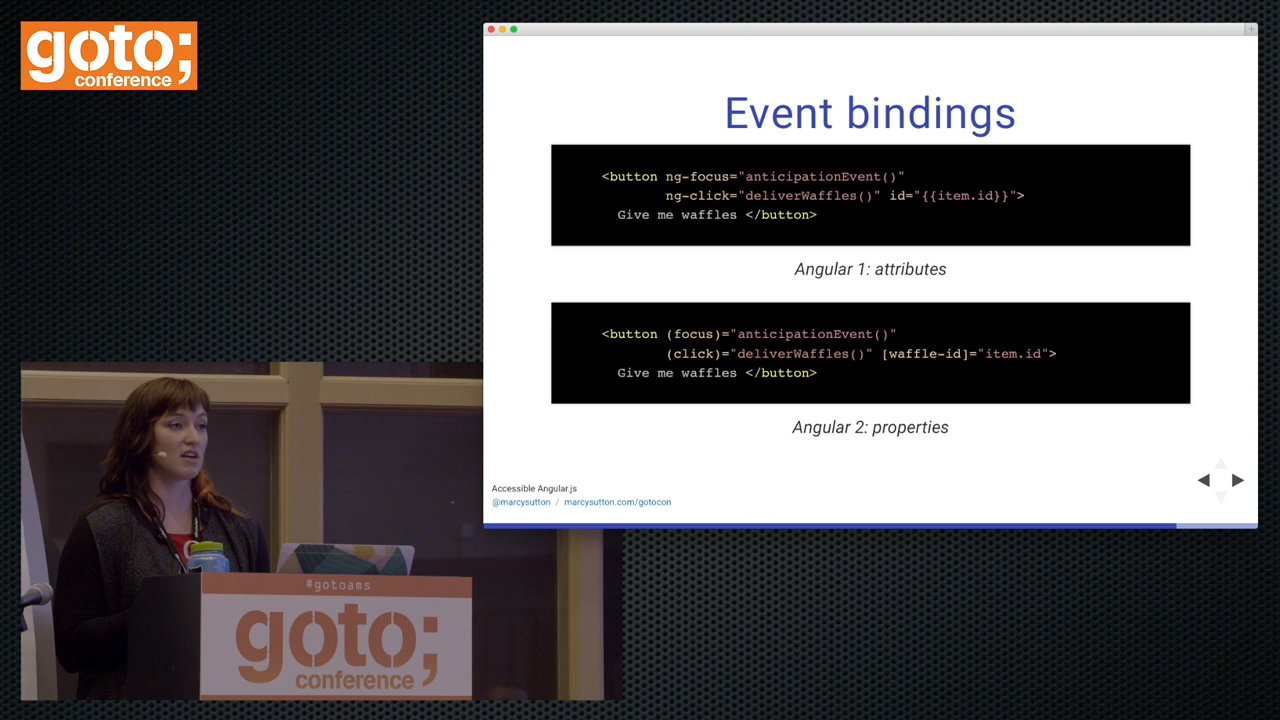 goto;
conference
Event bindings
<button ng-focus="anticipationEvent()"
ng-click="deliverWaffles()" id="{{item.id}}">
Give me waffles </button>
Angular 1: attributes
<button (focus)="anticipationEvent()"
(click)="deliverWaffles()" [waffle-id]="item.id">
Give me waffles </button>
Angular 2: properties
Accessible Angular.js
@marcysutton / marcysutton.com/gotocon
#gotoams
goto;
conference